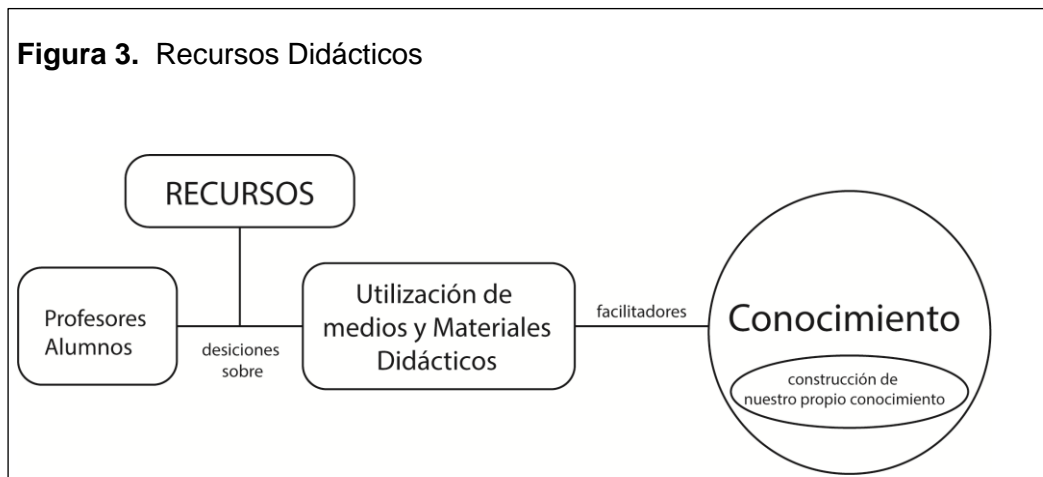 Figura 3. Recursos Didácticos
RECURSOS
Profesores
Alumnos
desiciones
sobre
Utilización de
medios y Materiales
Didácticos
facilitadores
Conocimiento
construcción de
nuestro propio conocimiento